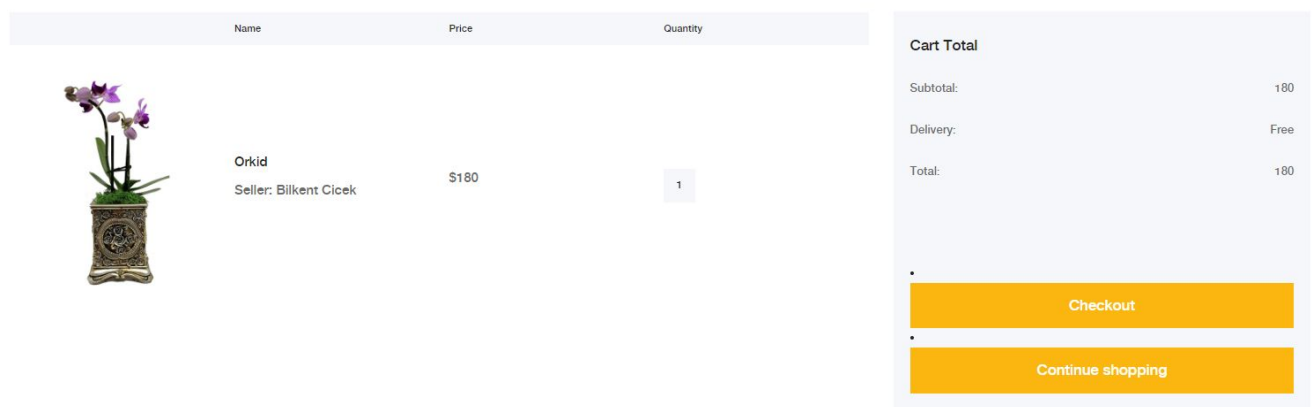 Name Price Quantity
Orkid
Seller: Bilkent Cicek
$180
1
Cart Total
Subtotal: 180
Delivery: Free
Total: 180
Checkout
Continue shopping